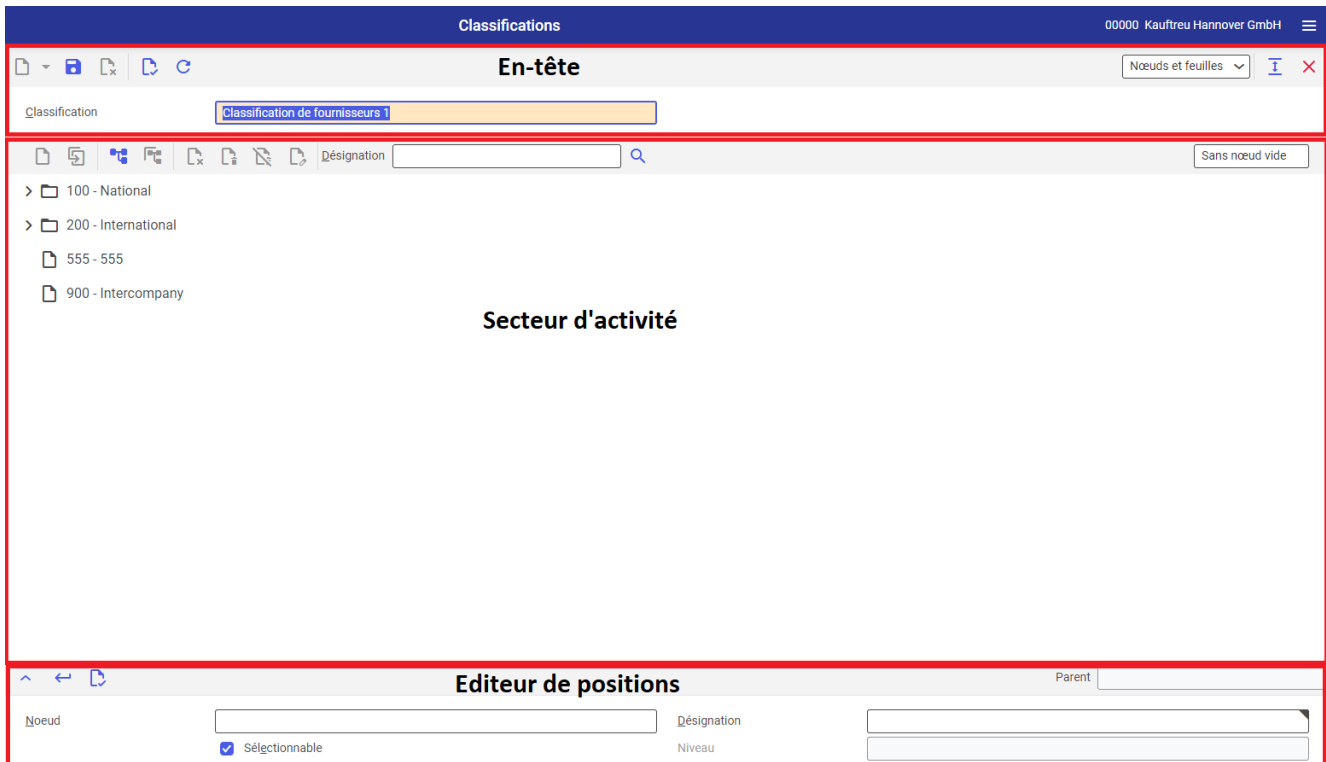 Classifications
00000 Kauftreu Hannover GmbH
En-tête
Nœuds et feuilles
Classification
Classification de fournisseurs 1
Désignation
Sans nœud vide
100 - National
200 - International
555 - 555
900 - Intercompany
Secteur d'activité
Editeur de positions
Parent
Noeud
Désignation
Sélectionnable
Niveau